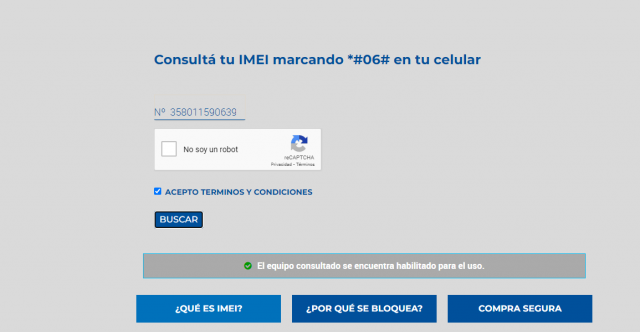 Consultá tu IMEI marcando *#06# en tu celular
Nº 358011590639
No soy un robot
reCAPTCHA
Privacidad - Términos
ACEPTO TERMINOS Y CONDICIONES
BUSCAR
El equipo consultado se encuentra habilitado para el uso.
¿QUÉ ES IMEI?
¿POR QUÉ SE BLOQUEA?
COMPRA SEGURA